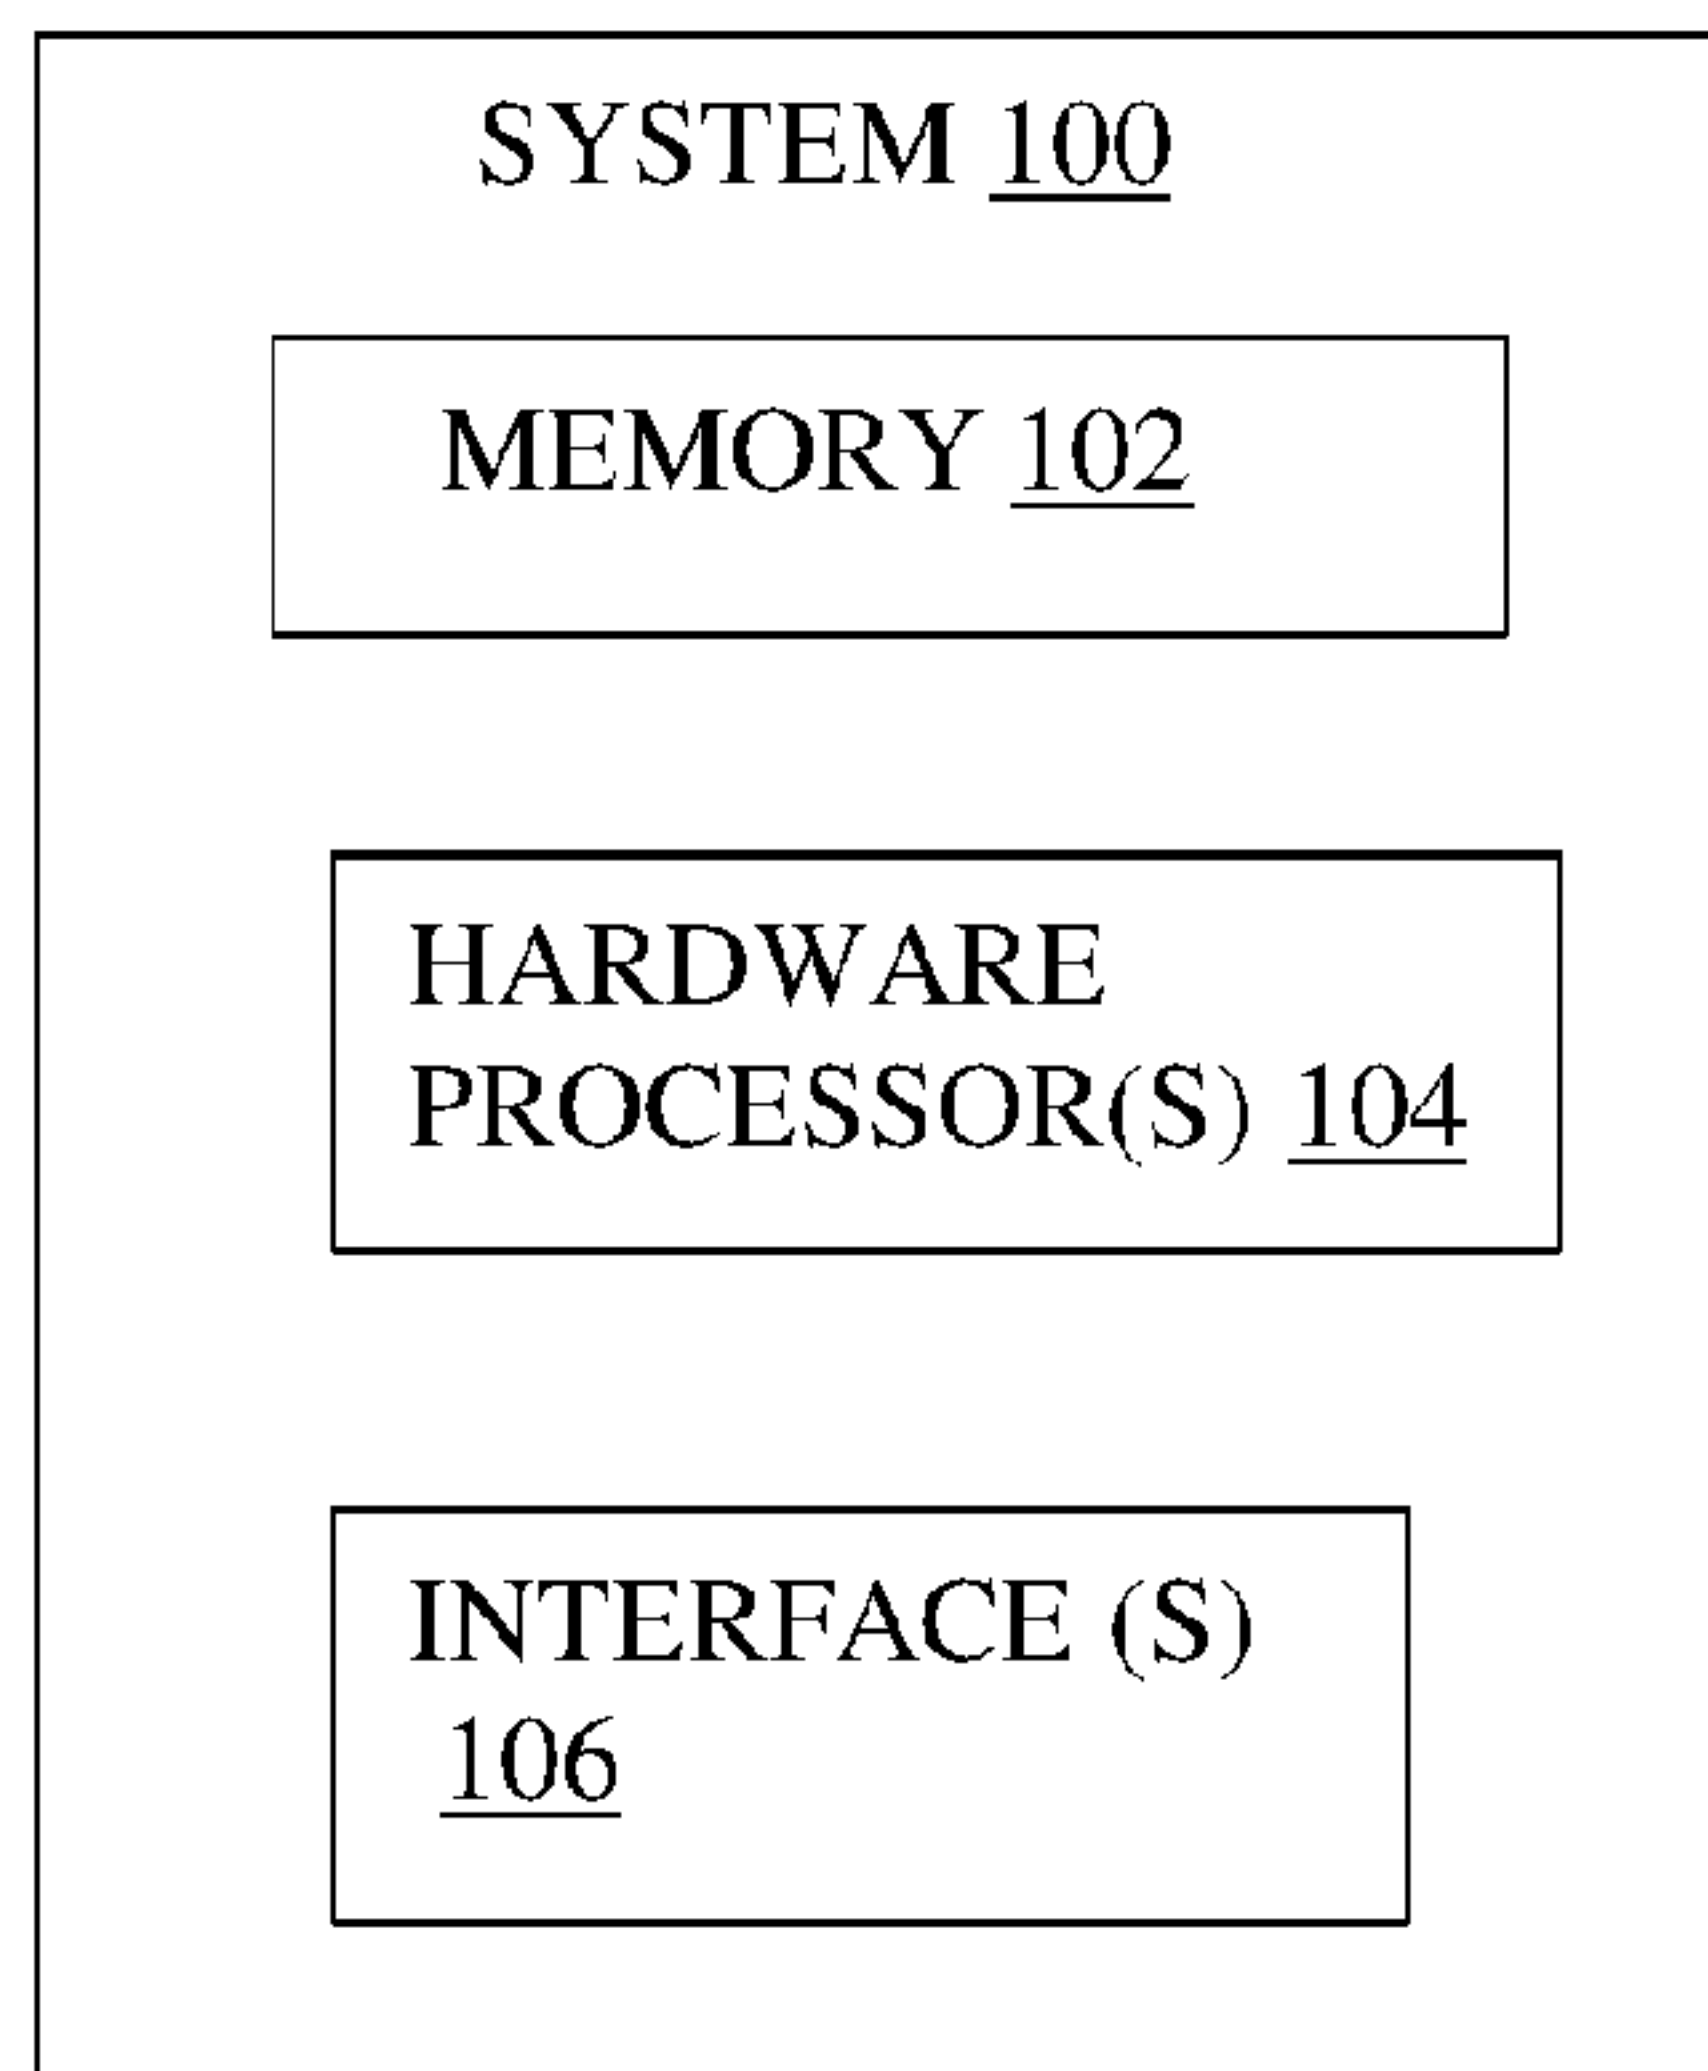 SYSTEM 100
MEMORY 102
HARDWARE
PROCESSOR(S) 104
INTERFACE (S)
106